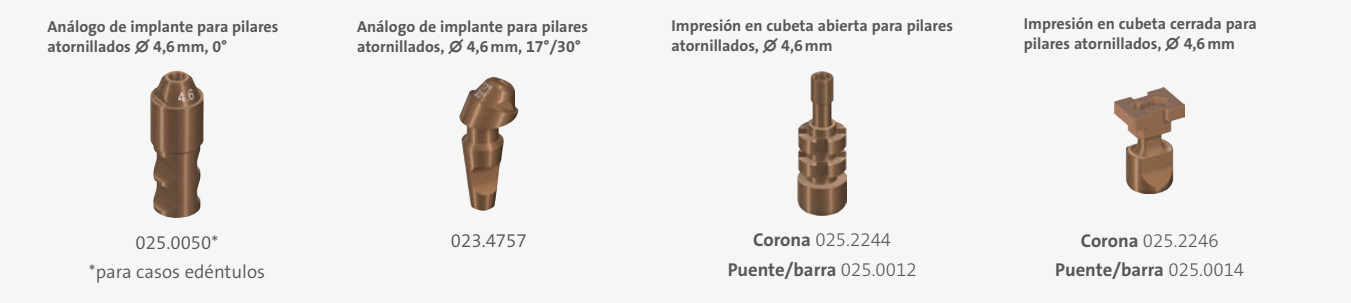 Análogo de implante para pilares
atornillados Ø 4,6 mm, 0°
4.6
025.0050*
*para casos edéntulos
Análogo de implante para pilares
atornillados, Ø 4,6 mm, 17°/30°
023.4757
Impresión en cubeta abierta para pilares
atornillados, Ø 4,6 mm
Corona 025.2244
Puente/barra 025.0012
Impresión en cubeta cerrada para
pilares atornillados, Ø 4,6 mm
Corona 025.2246
Puente/barra 025.0014